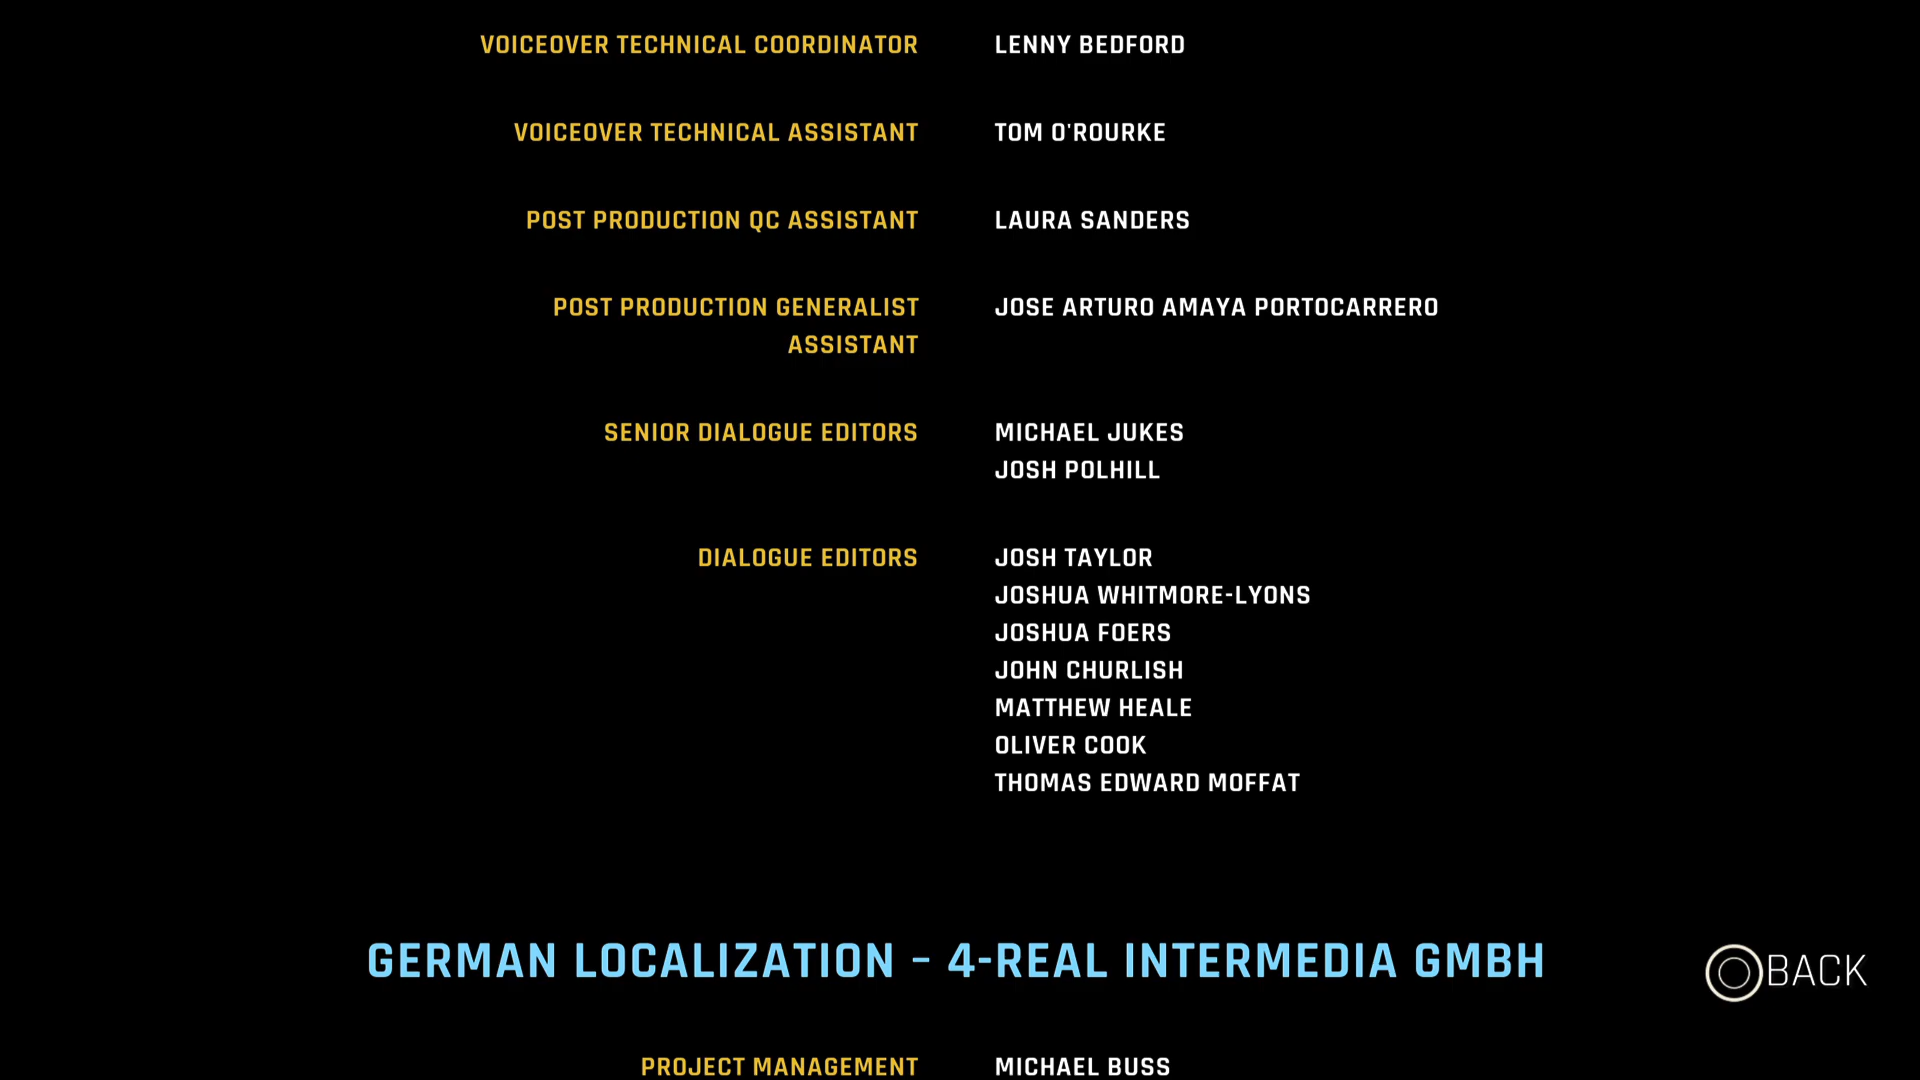 VOICEOVER TECHNICAL COORDINATOR LENNY BEDFORD
VOICEOVER TECHNICAL ASSISTANT TOM O'ROURKE
POST PRODUCTION QC ASSISTANT LAURA SANDERS
POST PRODUCTION GENERALIST JOSE ARTURO AMAYA PORTOCARRERO
ASSISTANT
SENIOR DIALOGUE EDITORS MICHAEL JUKES
JOSH POLHILL
DIALOGUE EDITORS JOSH TAYLOR
JOSHUA WHITMORE-LYONS
JOSHUA FOERS
JOHN CHURLISH
MATTHEW HEALE
OLIVER COOK
THOMAS EDWARD MOFFAT
GERMAN LOCALIZATION – 4-REAL INTERMEDIA GMBH
BACK
PROJECT MANAGEMENT MICHAEL BUSS